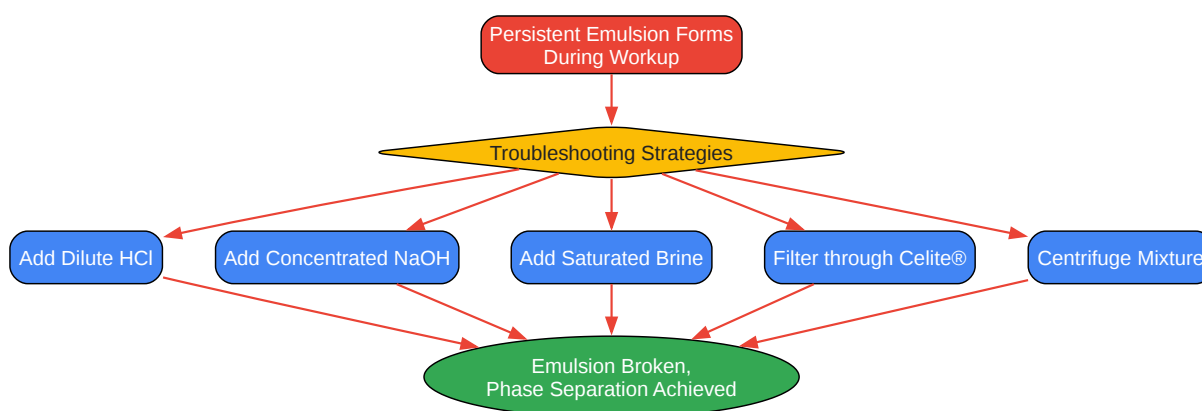 Persistent Emulsion Forms
During Workup
Troubleshooting Strategies
Add Dilute HCl
Add Concentrated NaOH
Add Saturated Brine
Filter through Celite®
Centrifuge Mixture
Emulsion Broken,
Phase Separation Achieved